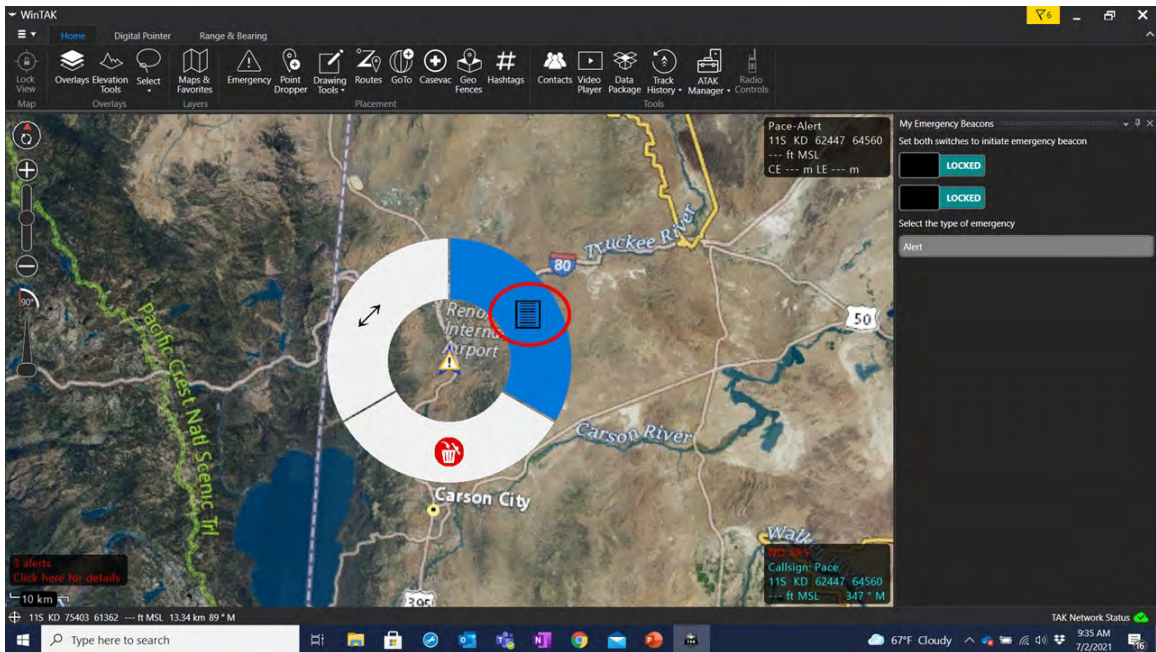 WinTAK
6
Home Digital Pointer Range & Bearing
Lock View
Overlays
Elevation Tools
Select
Maps & Favorites
Emergency
Point Dropper
Drawing Tools
Routes
GoTo
Casevac
Geo Fences
Hashtags
Contacts
Video Player
Data Package
Track History
ATAK Manager
Radio Controls
Map Overlays Layers Placement Tools
Pace-Alert
11S KD 62447 64560
--- ft MSL
CE --- m LE --- m
My Emergency Beacons
Set both switches to initiate emergency beacon
LOCKED
LOCKED
Select the type of emergency
Alert
90°
Truckee River
80
50
Reno
Interna
Airport
Pacific Crest Natl Scenic Trl
Carson River
Carson City
Walk
395
3 alerts
Click here for details
10 km
NO GPS
Callsign: Pace
11S KD 62447 64560
--- ft MSL 347 ° M
11S KD 75403 61362 --- ft MSL 13.34 km 89 ° M
TAK Network Status
Type here to search
67°F Cloudy
9:35 AM
7/2/2021
16